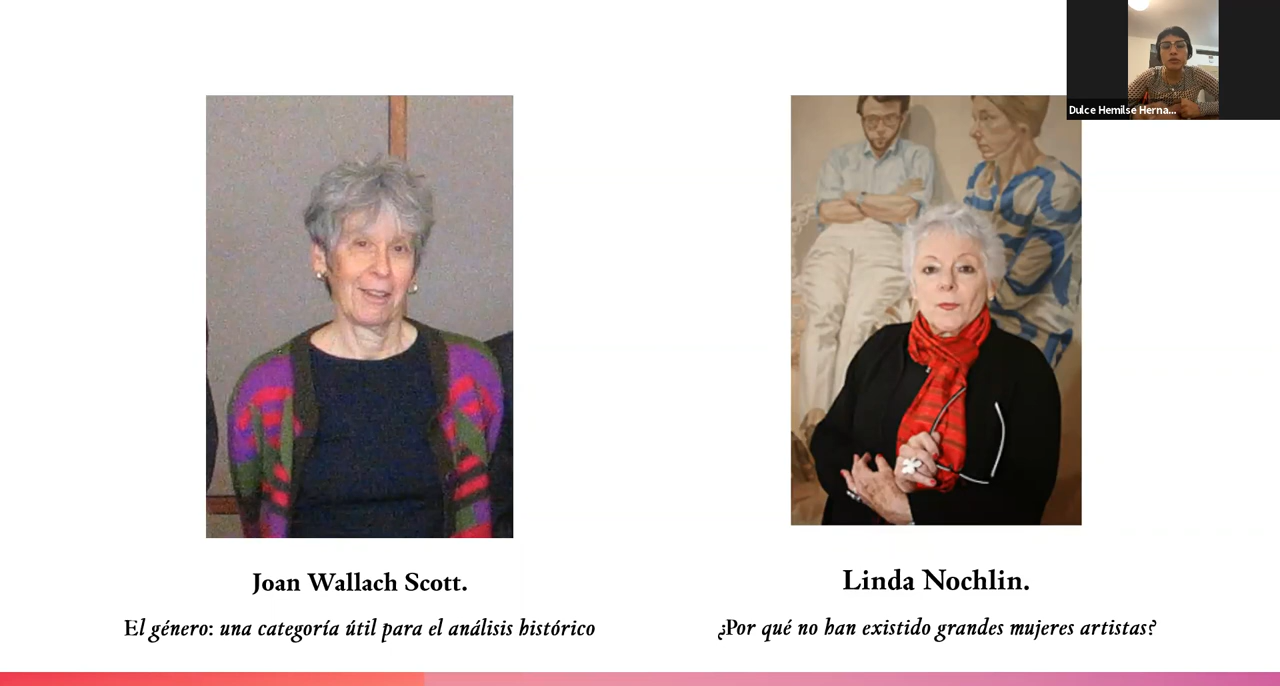 Dulce Hemilse Herna...
Joan Wallach Scott.
El género: una categoría útil para el análisis histórico
Linda Nochlin.
¿Por qué no han existido grandes mujeres artistas?